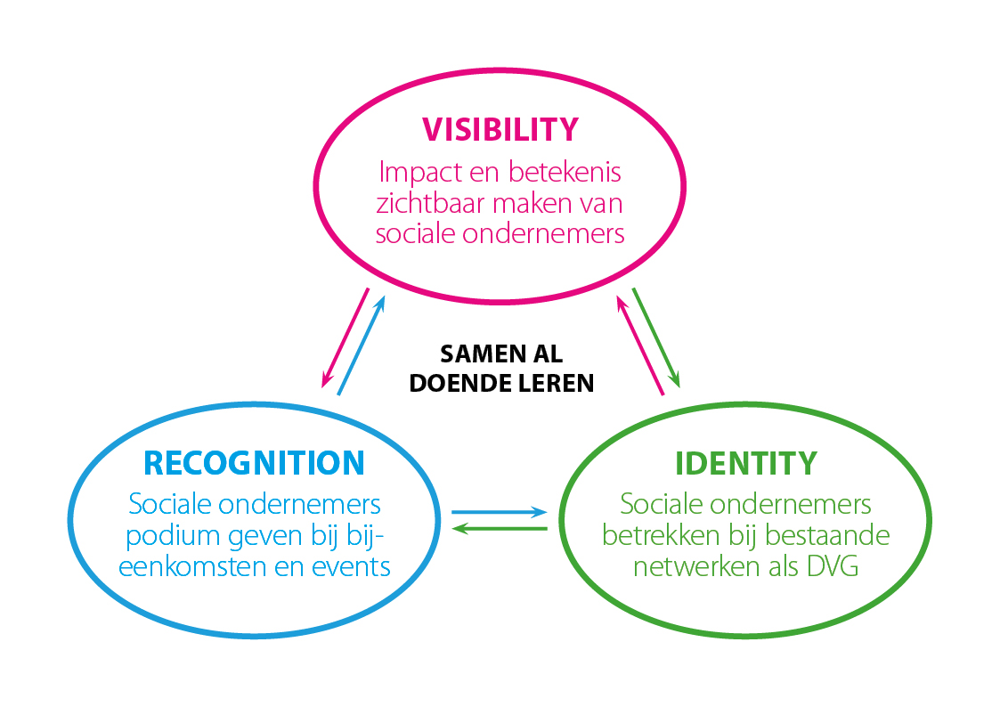 VISIBILITY
Impact en betekenis
zichtbaar maken van
sociale ondernemers
SAMEN AL
DOENDE LEREN
RECOGNITION
Sociale ondernemers
podium geven bij bij-
eenkomsten en events
IDENTITY
Sociale ondernemers
betrekken bij bestaande
netwerken als DVG